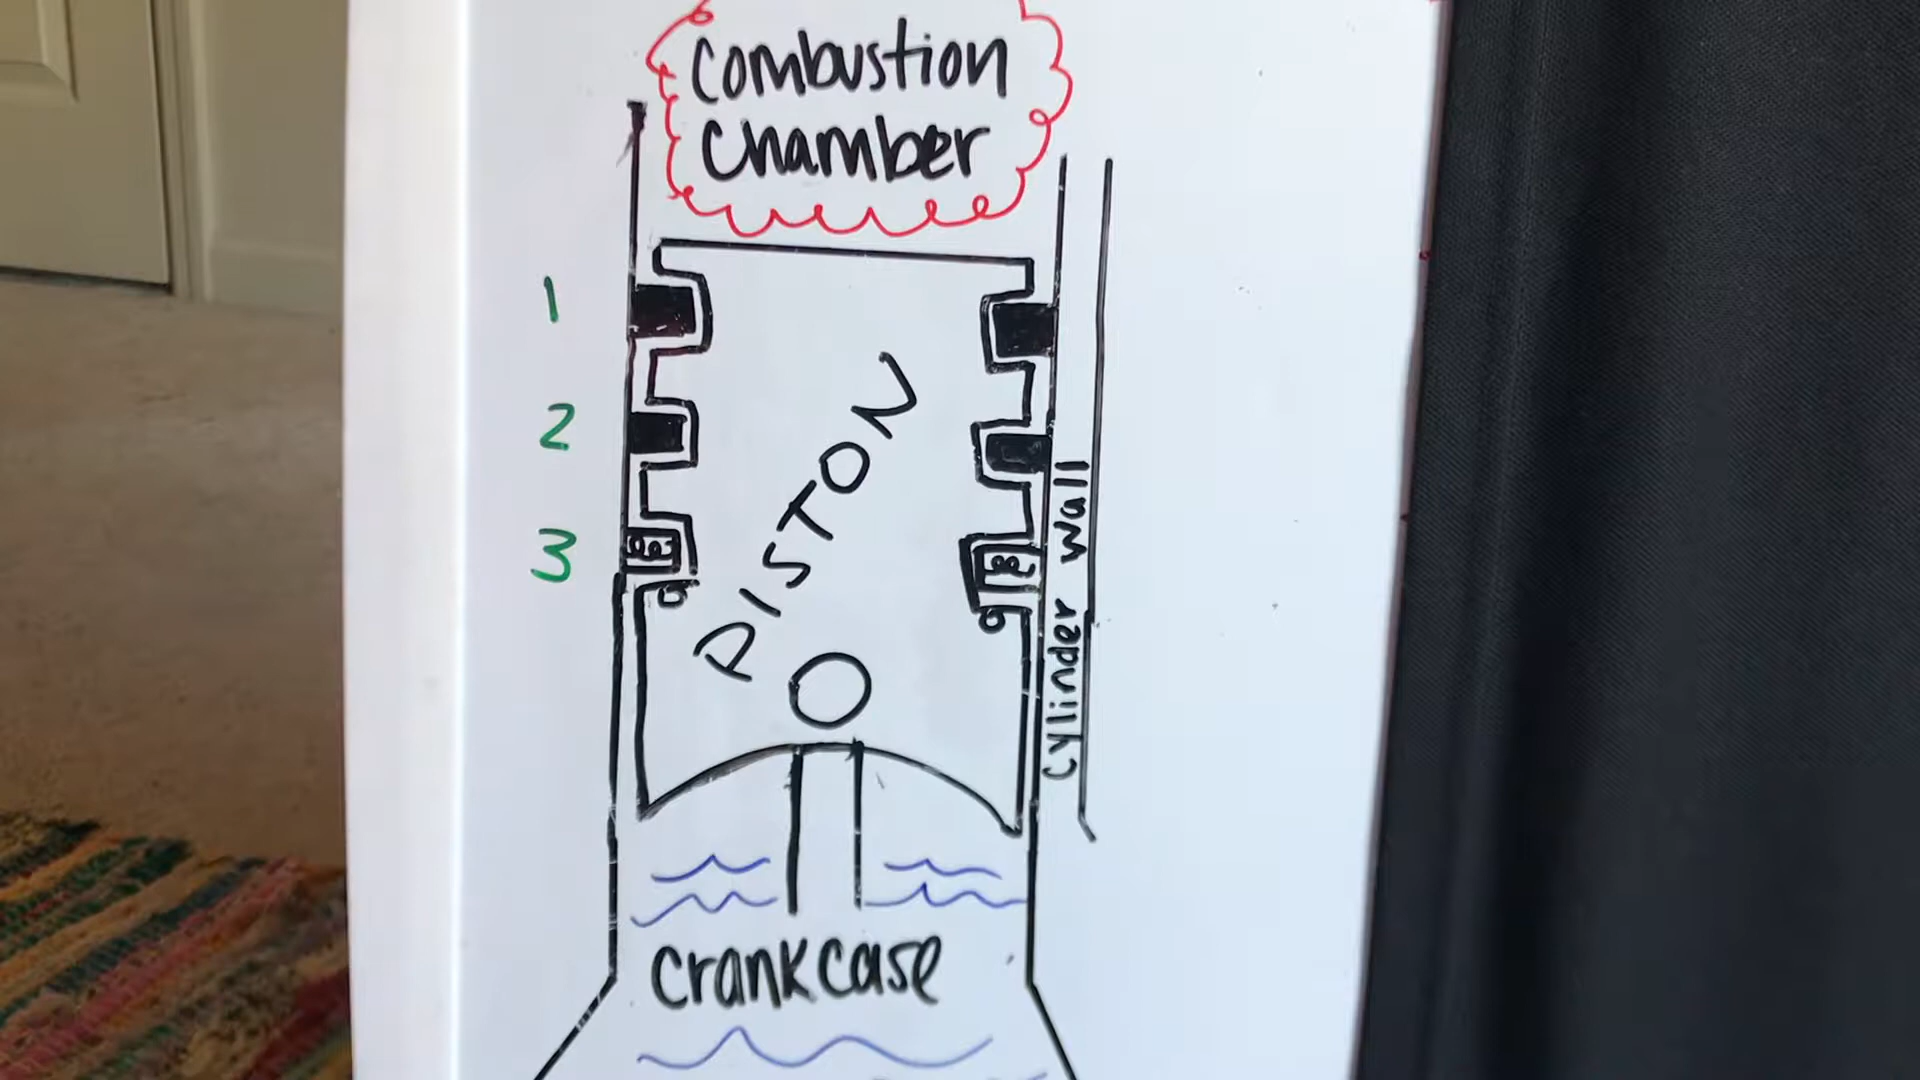 Combustion
Chamber
1
2
3
PISTON
Cylinder wall
Crankcase